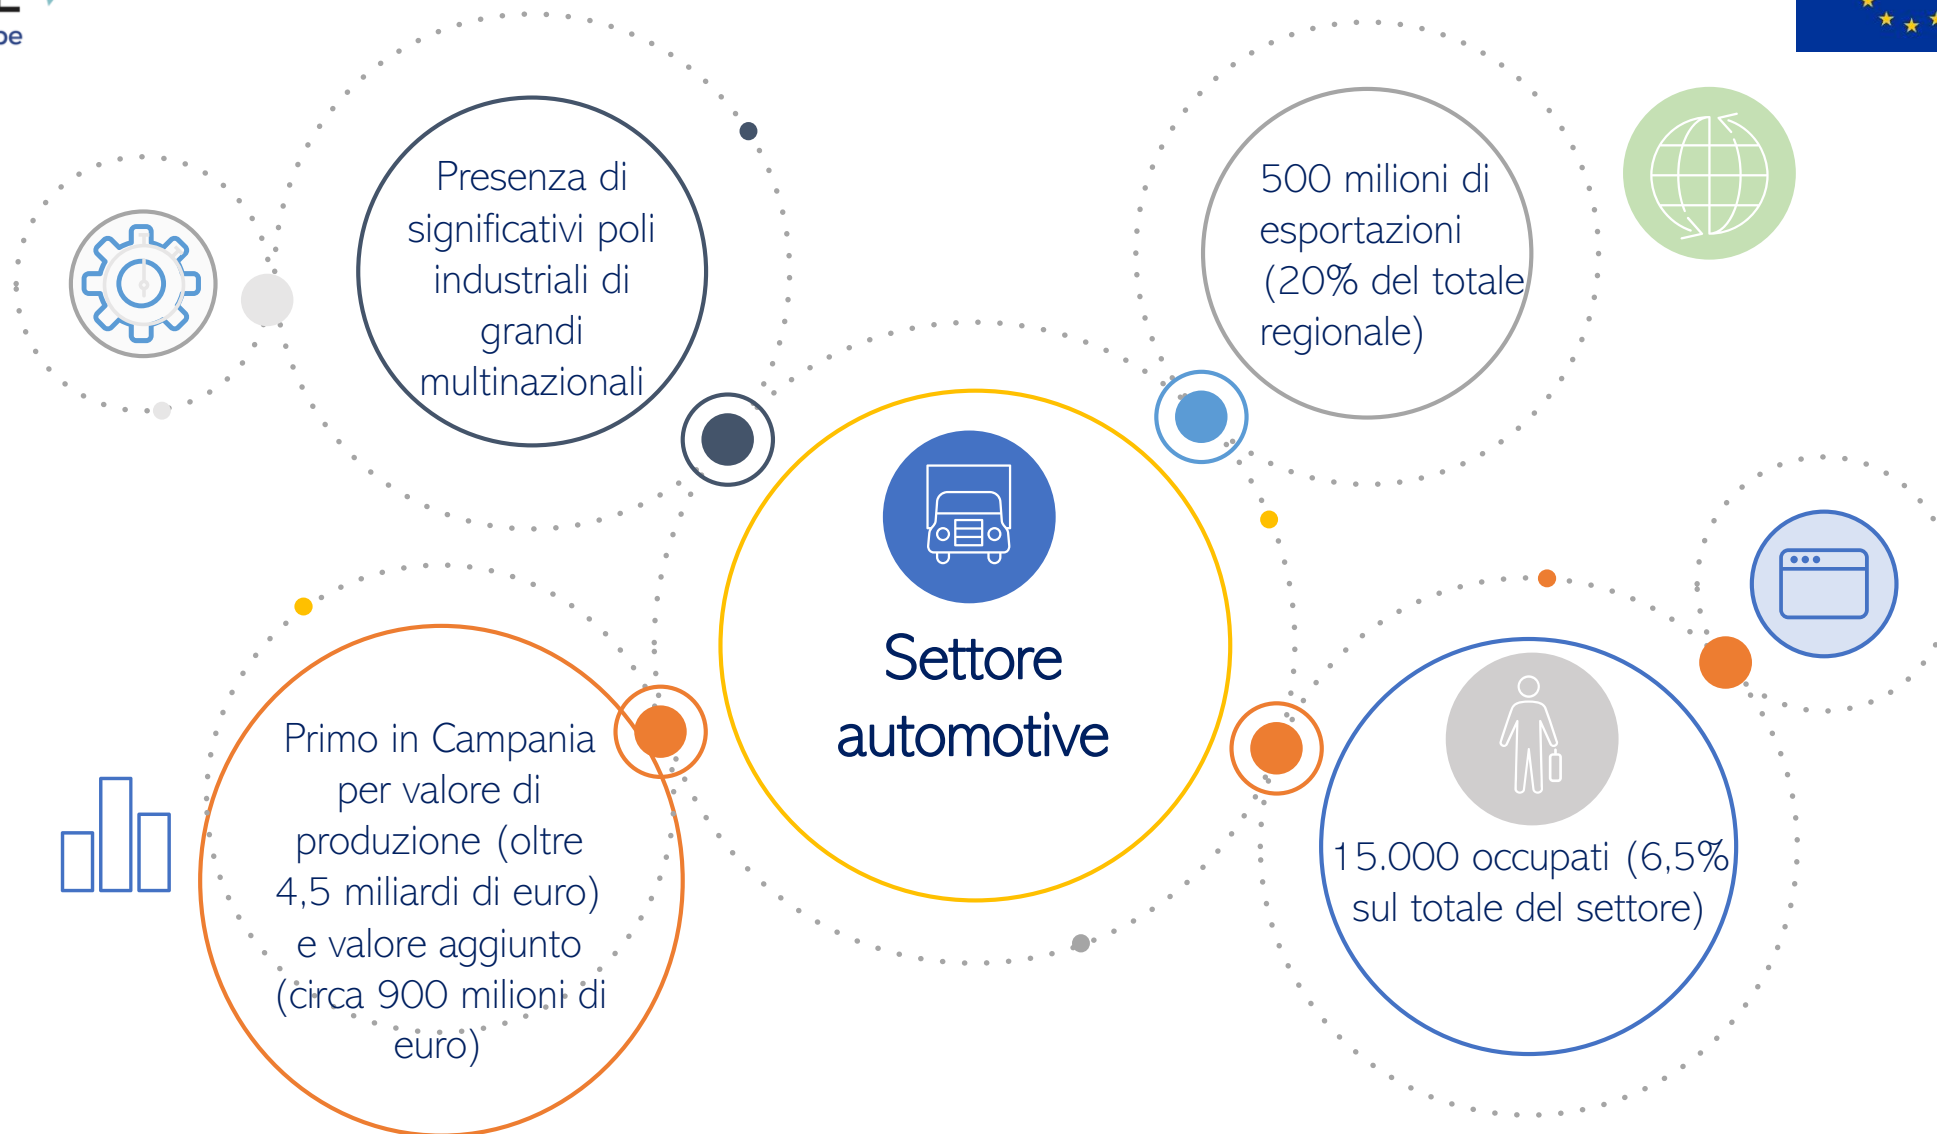 Presenza di
significativi poli
industriali di
grandi
multinazionali
500 milioni di
esportazioni
(20% del totale
regionale)
Settore
automotive
Primo in Campania
per valore di
produzione (oltre
4,5 miliardi di euro)
e valore aggiunto
(circa 900 milioni di
euro)
15.000 occupati (6,5%
sul totale del settore)